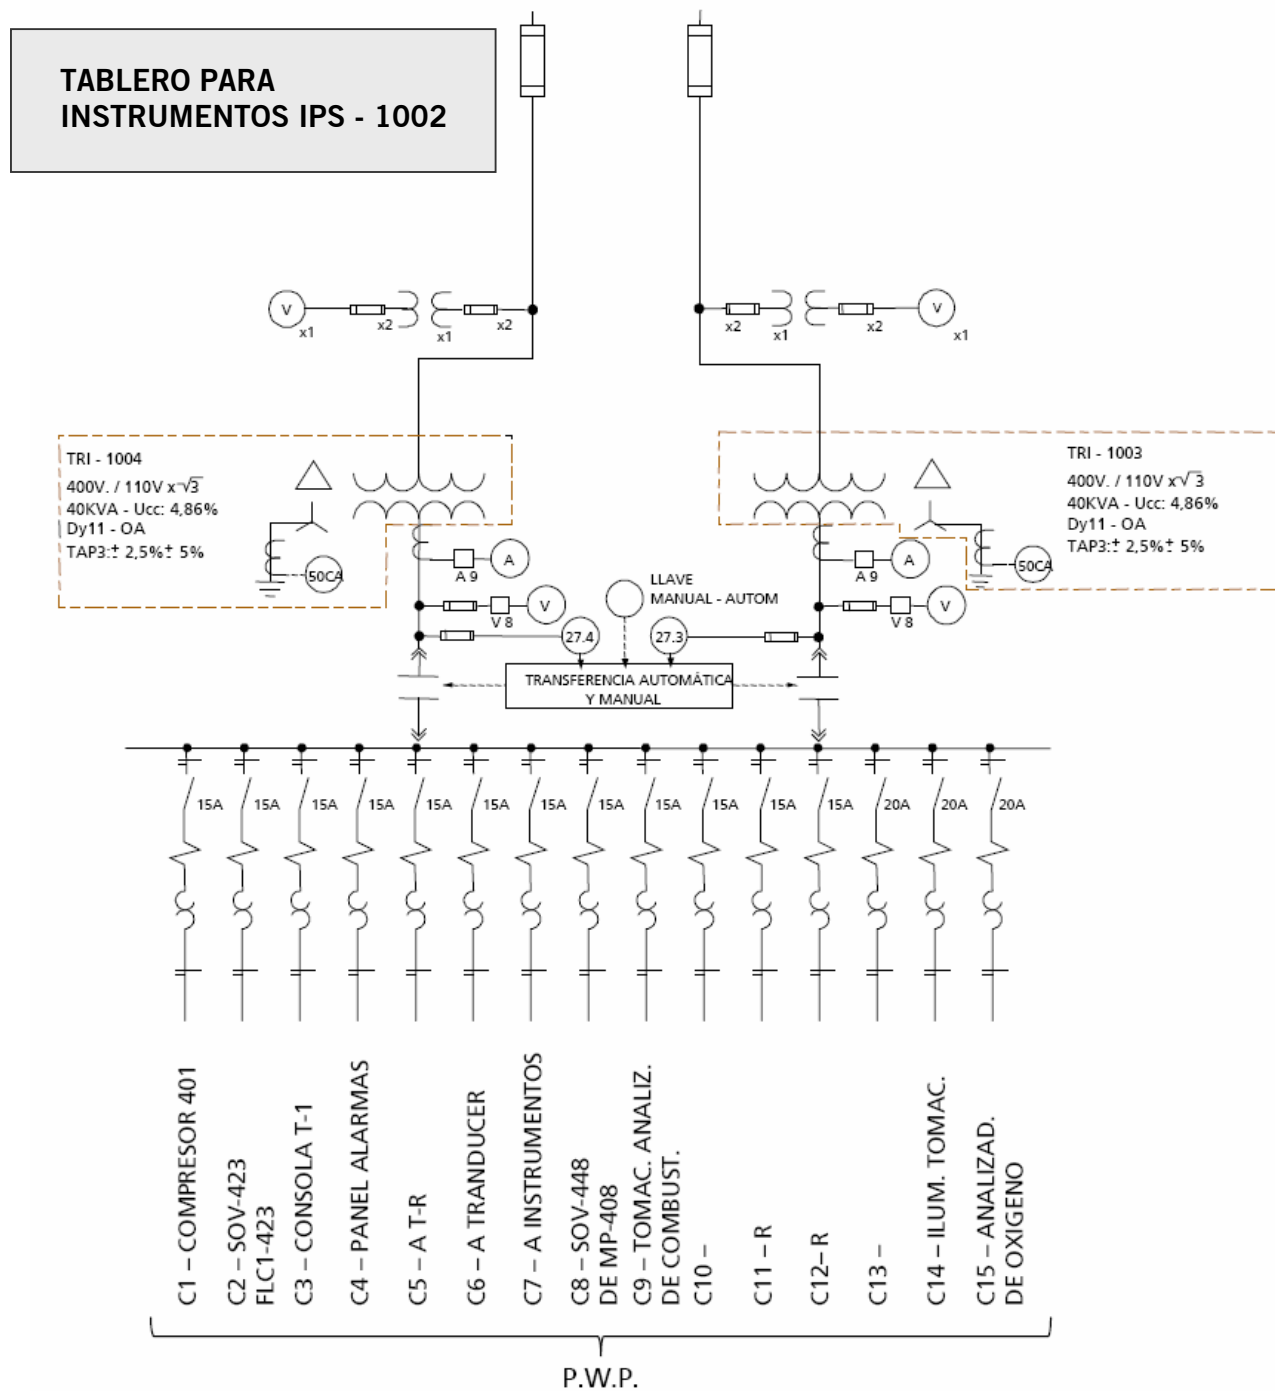 TABLERO PARA
INSTRUMENTOS IPS - 1002
V
x1
x2
x1
x2
x2
x1
x2
V
x1
TRI - 1004
400V. / 110V x√3
40KVA - Ucc: 4,86%
Dy11 - OA
TAP3:± 2,5%± 5%
50CA
A 9
A
V 8
V
27.4
LLAVE
MANUAL - AUTOM
27.3
TRI - 1003
400V. / 110V x√3
40KVA - Ucc: 4,86%
Dy11 - OA
TAP3:± 2,5%± 5%
50CA
A 9
A
V 8
V
TRANSFERENCIA AUTOMÁTICA
Y MANUAL
15A
15A
15A
15A
15A
15A
15A
15A
15A
15A
15A
15A
20A
20A
20A
C1 – COMPRESOR 401
C2 – SOV-423
FLC1-423
C3 – CONSOLA T-1
C4 – PANEL ALARMAS
C5 – A T-R
C6 – A TRANDUCER
C7 – A INSTRUMENTOS
C8 – SOV-448
DE MP-408
C9 – TOMAC. ANALIZ.
DE COMBUST.
C10 –
C11 – R
C12– R
C13 –
C14 – ILUM. TOMAC.
C15 – ANALIZAD.
DE OXIGENO
P.W.P.